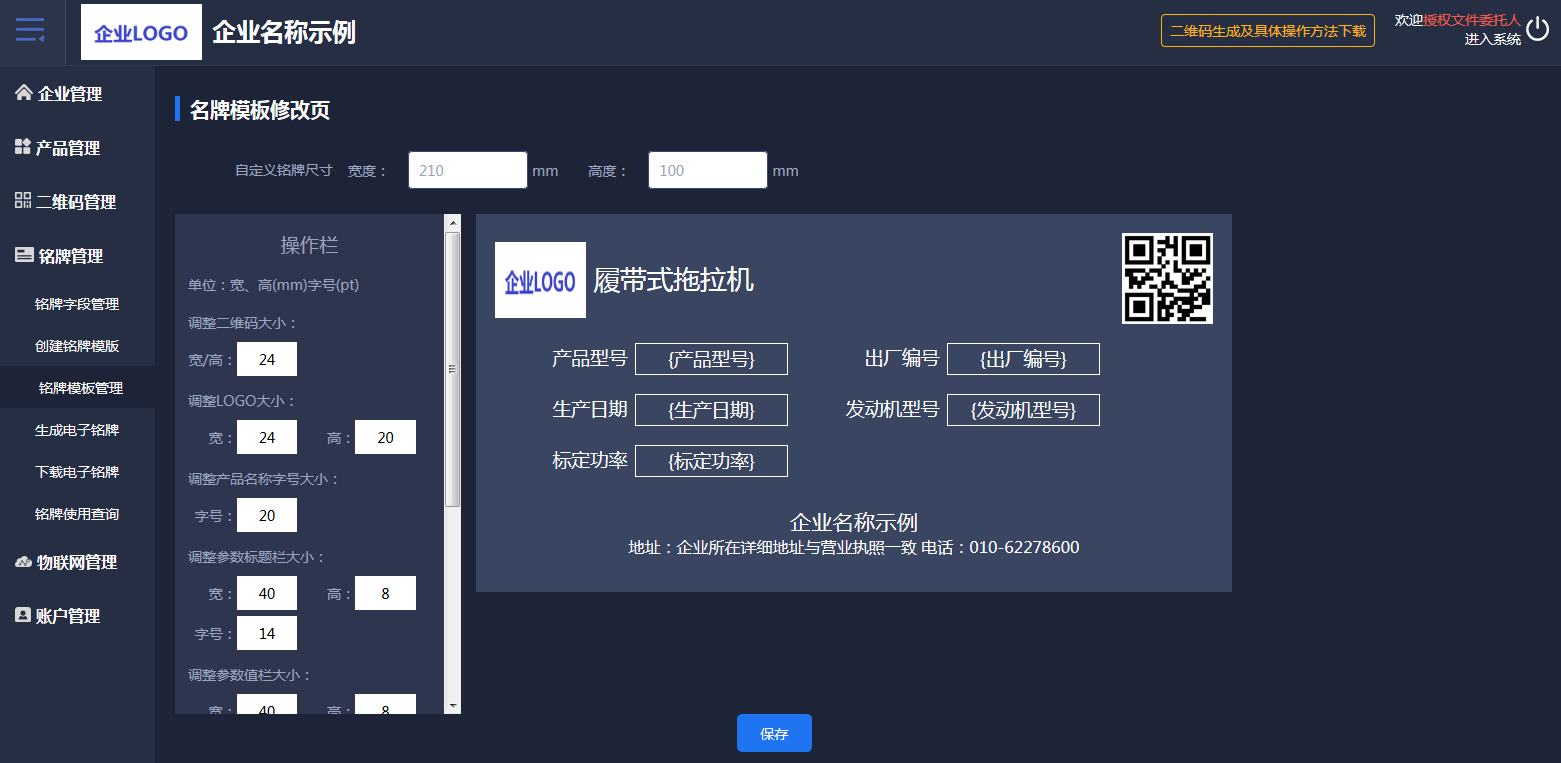 企业LOGO 企业名称示例
二维码生成及具体操作方法下载
欢迎授权文件委托人
进入系统
企业管理
产品管理
二维码管理
铭牌管理
铭牌字段管理
创建铭牌模版
铭牌模板管理
生成电子铭牌
下载电子铭牌
铭牌使用查询
物联网管理
账户管理
名牌模板修改页
自定义铭牌尺寸 宽度： 210 mm 高度： 100 mm
操作栏
单位：宽、高(mm)字号(pt)
调整二维码大小：
宽/高： 24
调整LOGO大小：
宽： 24 高： 20
调整产品名称字号大小：
字号： 20
调整参数标题栏大小：
宽： 40 高： 8
字号： 14
调整参数值栏大小：
宽： 40 高： 8
企业LOGO 履带式拖拉机
产品型号 {产品型号} 出厂编号 {出厂编号}
生产日期 {生产日期} 发动机型号 {发动机型号}
标定功率 {标定功率}
企业名称示例
地址：企业所在详细地址与营业执照一致 电话：010-62278600
保存